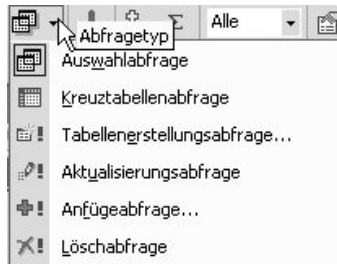 Alle
Abfragetyp
Auswahlabfrage
Kreuztabellenabfrage
Tabellenerstellungsabfrage...
Aktualisierungsabfrage
Anfügeabfrage...
Löschabfrage